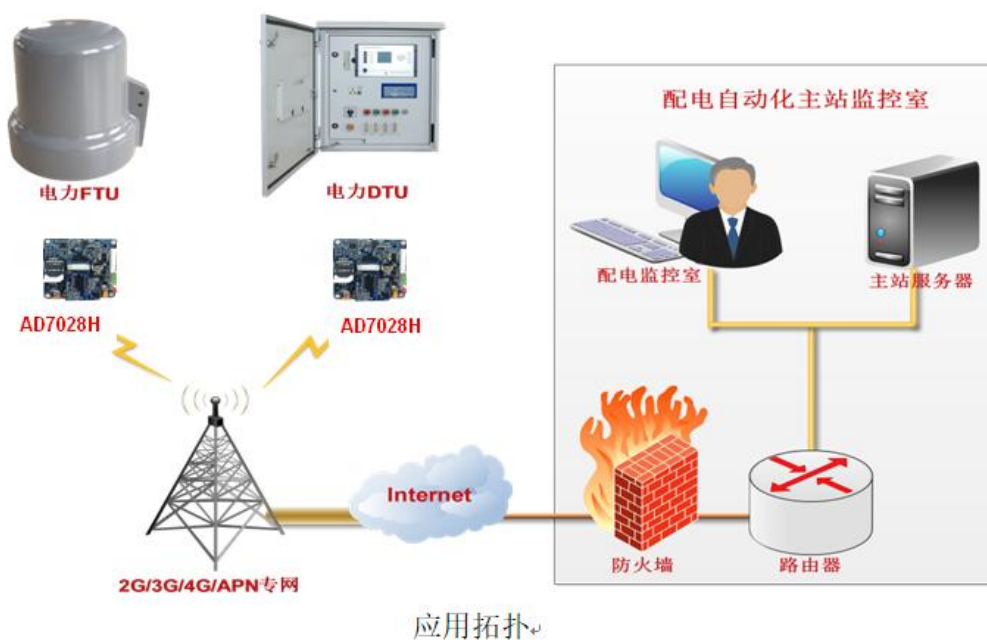 配电自动化主站监控室
电力FTU
电力DTU
配电监控室
主站服务器
AD7028H
AD7028H
Internet
防火墙
路由器
2G/3G/4G/APN专网
应用拓扑